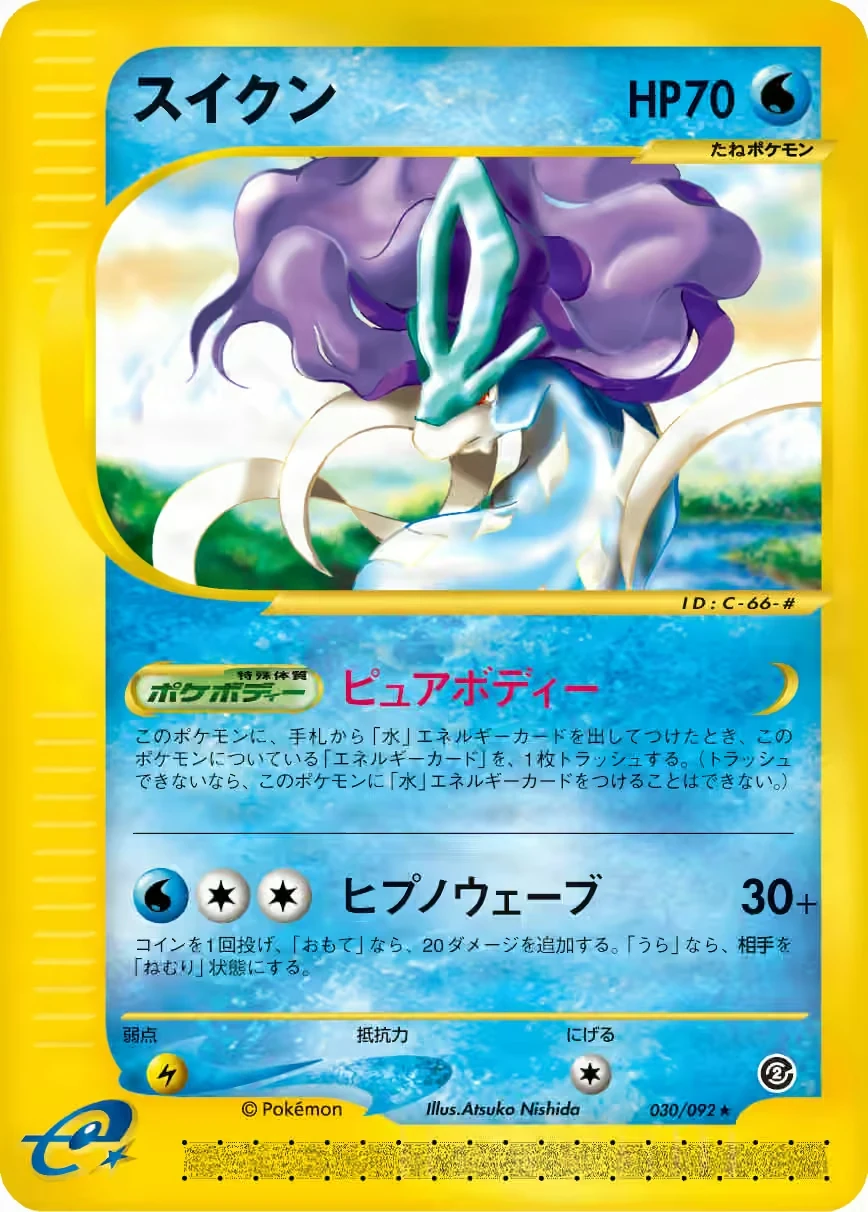 スイクン
HP70
たねポケモン
ID : C-66-#
特殊体質
ポケボディー
ピュアボディー
このポケモンに、手札から「水」エネルギーカードを出してつけたとき、この
ポケモンについている「エネルギーカード」を、1枚トラッシュする。(トラッシュ
できないなら、このポケモンに「水」エネルギーカードをつけることはできない。)
ヒプノウェーブ
30+
コインを1回投げ、「おもて」なら、20ダメージを追加する。「うら」なら、相手を
「ねむり」状態にする。
弱点 抵抗力 にげる
2
© Pokémon Illus.Atsuko Nishida 030/092 ★
e